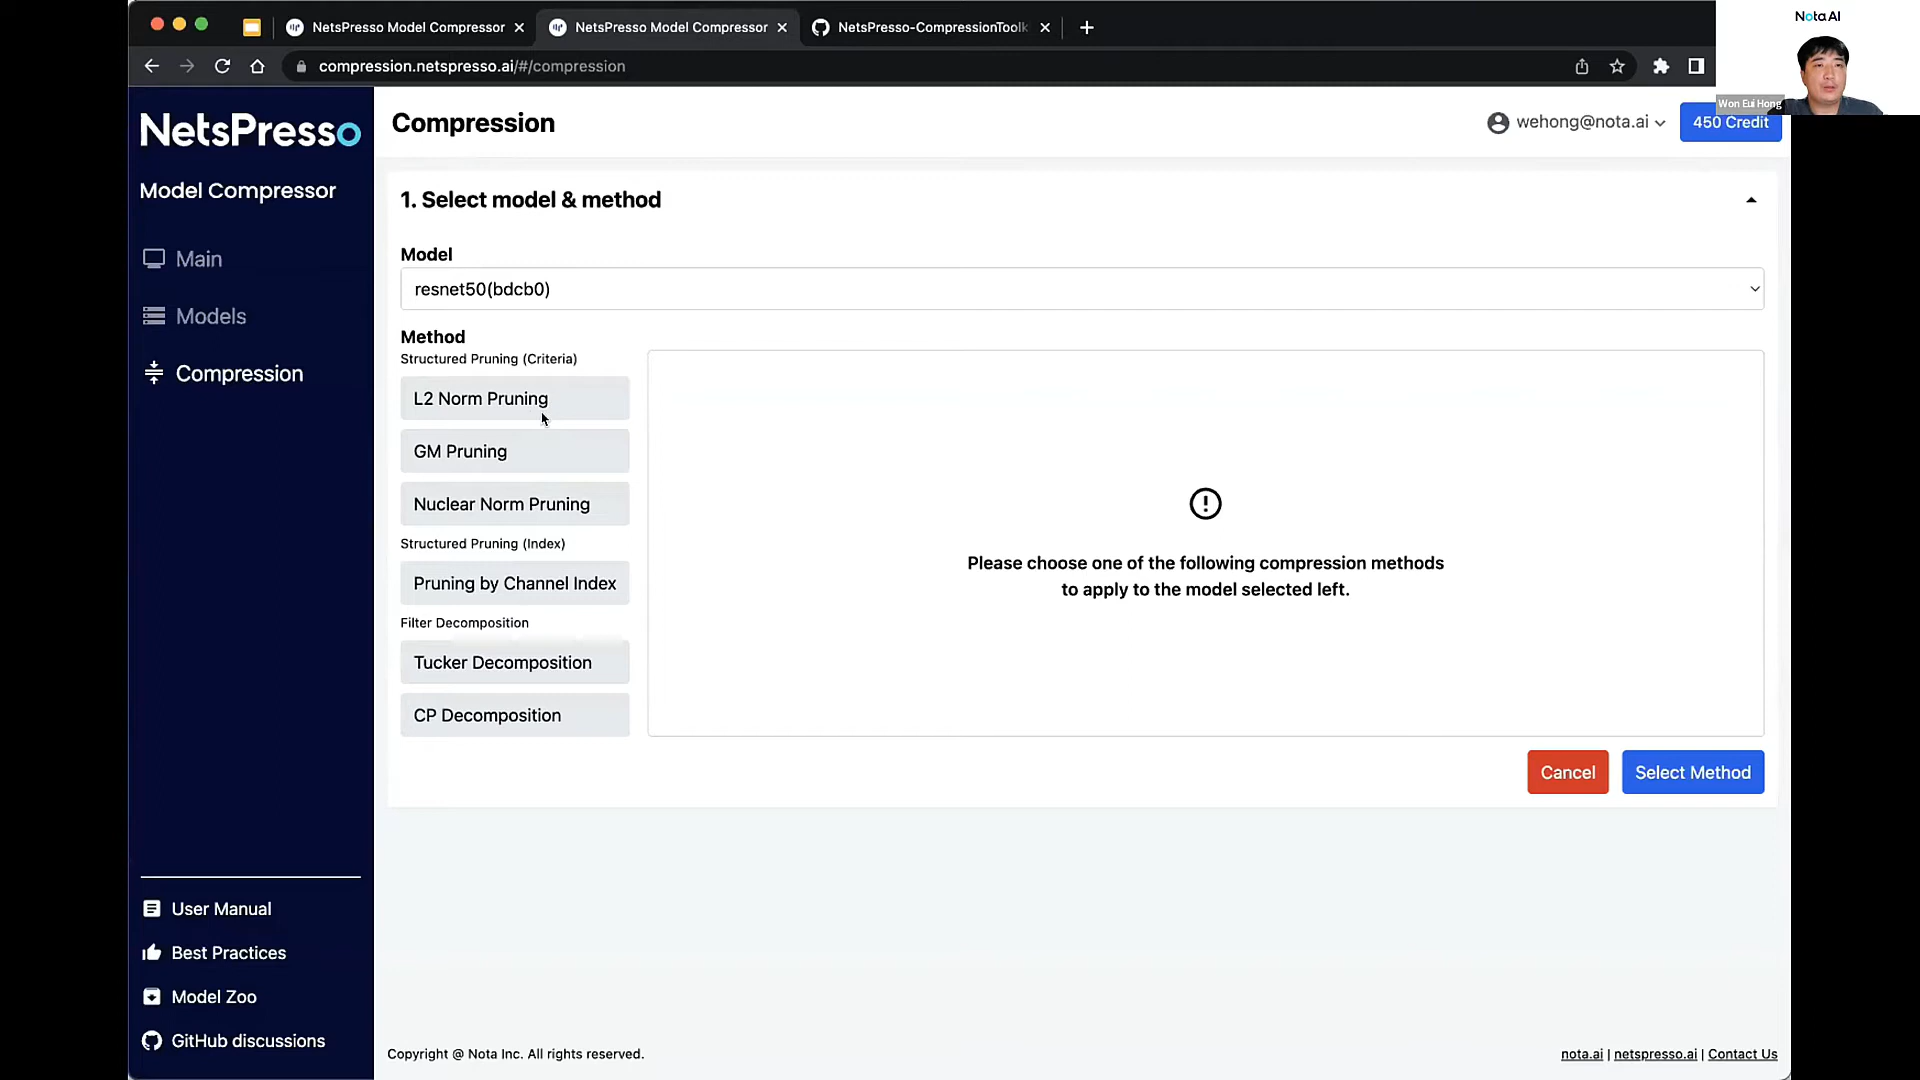 NetsPresso Model Compressor
NetsPresso Model Compressor
NetsPresso-CompressionToolk
compression.netspresso.ai/#/compression
Nota AI
Won Eui Hong
NetsPresso
Model Compressor
Main
Models
Compression
User Manual
Best Practices
Model Zoo
GitHub discussions
Compression
wehong@nota.ai
450 Credit
1. Select model & method
Model
resnet50(bdcb0)
Method
Structured Pruning (Criteria)
L2 Norm Pruning
GM Pruning
Nuclear Norm Pruning
Structured Pruning (Index)
Pruning by Channel Index
Filter Decomposition
Tucker Decomposition
CP Decomposition
Please choose one of the following compression methods
to apply to the model selected left.
Cancel
Select Method
Copyright @ Nota Inc. All rights reserved.
nota.ai | netspresso.ai | Contact Us